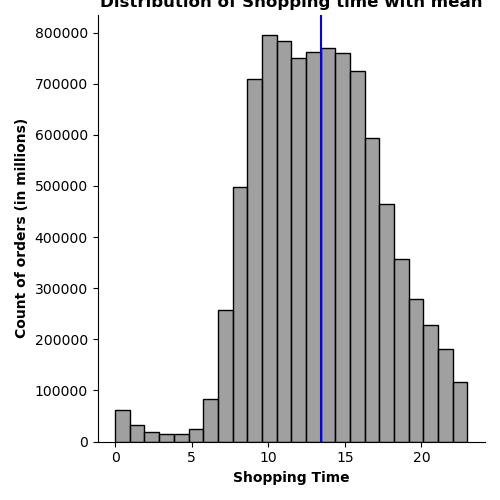 Distribution of Shopping time with mean
800000
700000
600000
500000
400000
300000
200000
100000
0
Count of orders (in millions)
0 5 10 15 20
Shopping Time